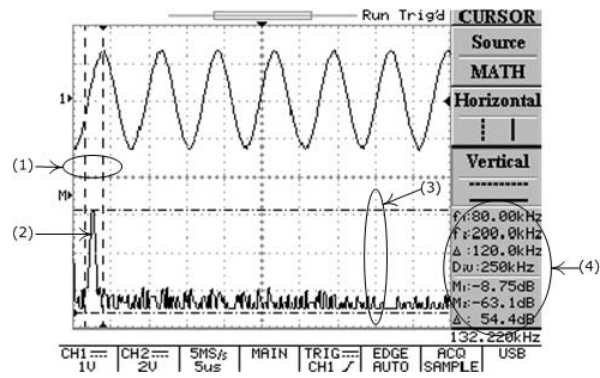 Run Trig'd
CURSOR
Source
MATH
Horizontal
Vertical
1
M
(1)
(2)
(3)
(4)
f1:80.00kHz
f2:200.0kHz
Δ :120.0kHz
Div:250kHz
M1:-8.75dB
M2:-63.1dB
Δ : 54.4dB
132.220kHz
CH1 CH2 5MS/s MAIN TRIG EDGE ACQ USB
1V 2V 5us CH1 AUTO SAMPLE